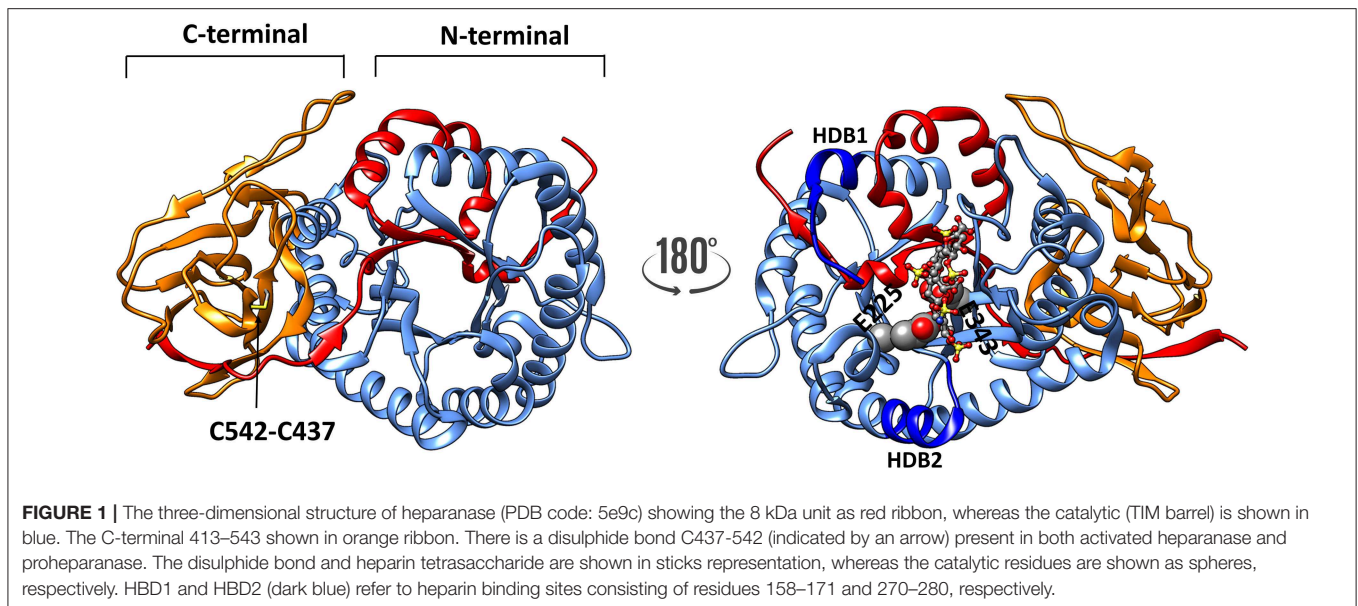 C-terminal
N-terminal
HDB1
180°
E225
E343
C542-C437
HDB2
FIGURE 1 | The three-dimensional structure of heparanase (PDB code: 5e9c) showing the 8 kDa unit as red ribbon, whereas the catalytic (TIM barrel) is shown in
blue. The C-terminal 413–543 shown in orange ribbon. There is a disulphide bond C437-542 (indicated by an arrow) present in both activated heparanase and
proheparanase. The disulphide bond and heparin tetrasaccharide are shown in sticks representation, whereas the catalytic residues are shown as spheres,
respectively. HBD1 and HBD2 (dark blue) refer to heparin binding sites consisting of residues 158–171 and 270–280, respectively.